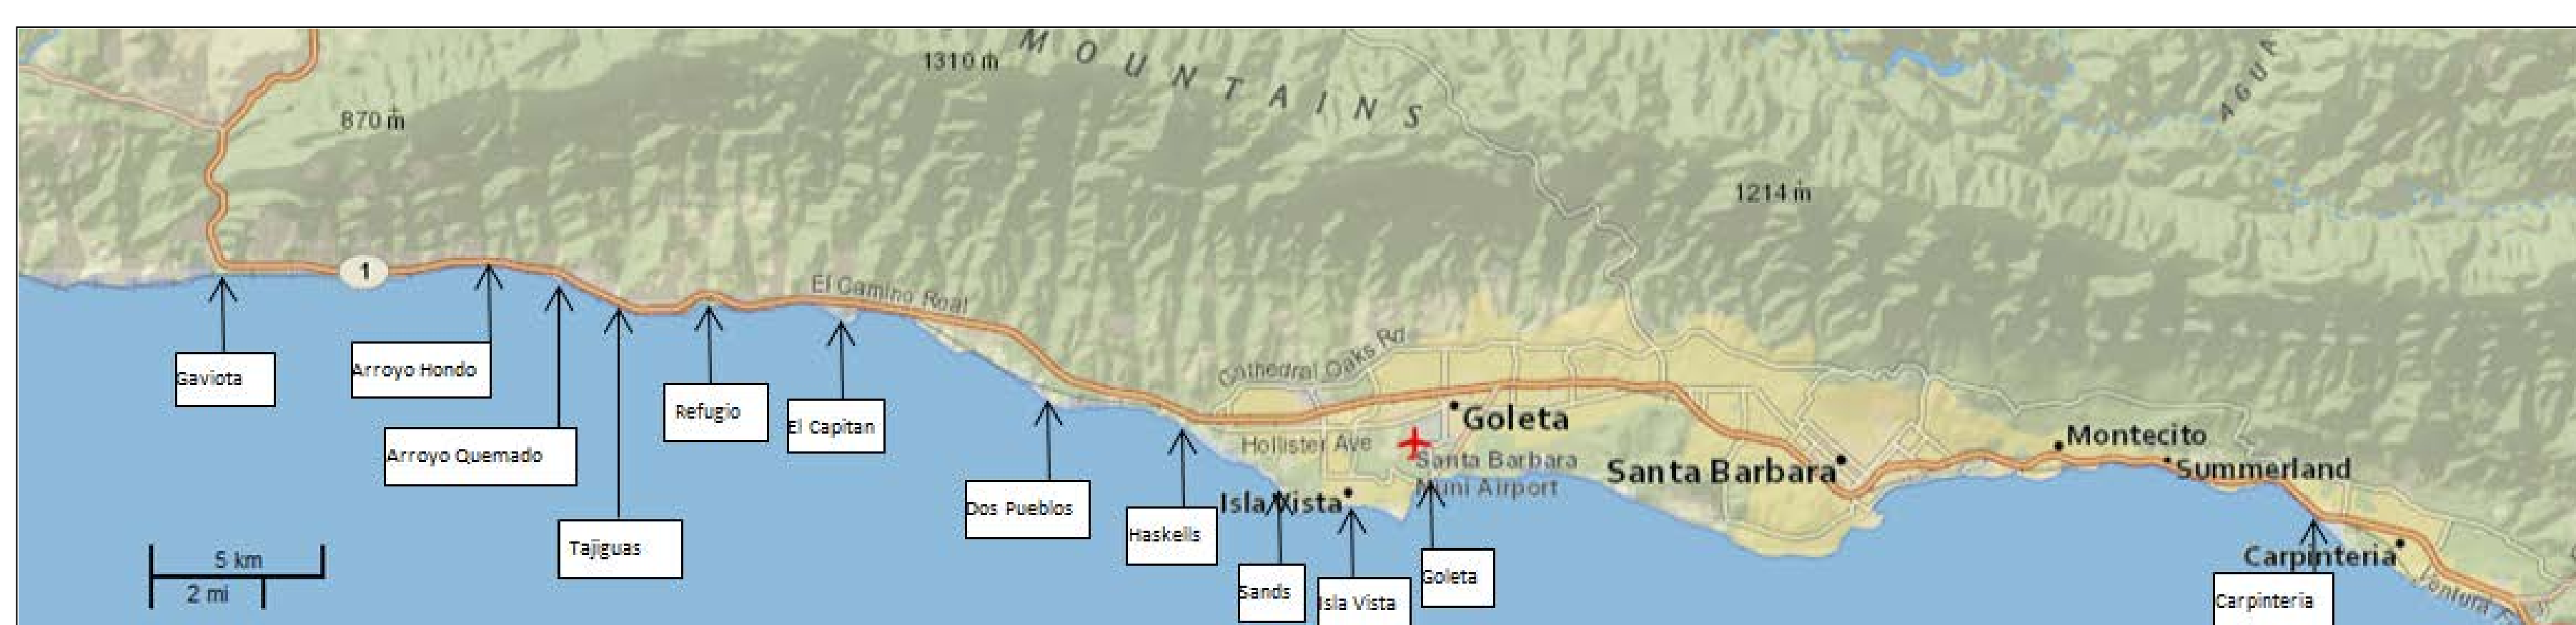 MOUNTAINS
1310 m
870 m
AGUA
1214 m
1
El Camino Real
Cathedral Oaks Rd
Gaviota
Arroyo Hondo
Refugio
El Capitan
Goleta
Hollister Ave
Santa Barbara
Muni Airport
Santa Barbara
Montecito
Summerland
Arroyo Quemado
Dos Pueblos
Haskells
Isla Vista
Tajiguas
5 km
2 mi
Sands
Isla Vista
Goleta
Carpinteria
Carpinteria
Ventura